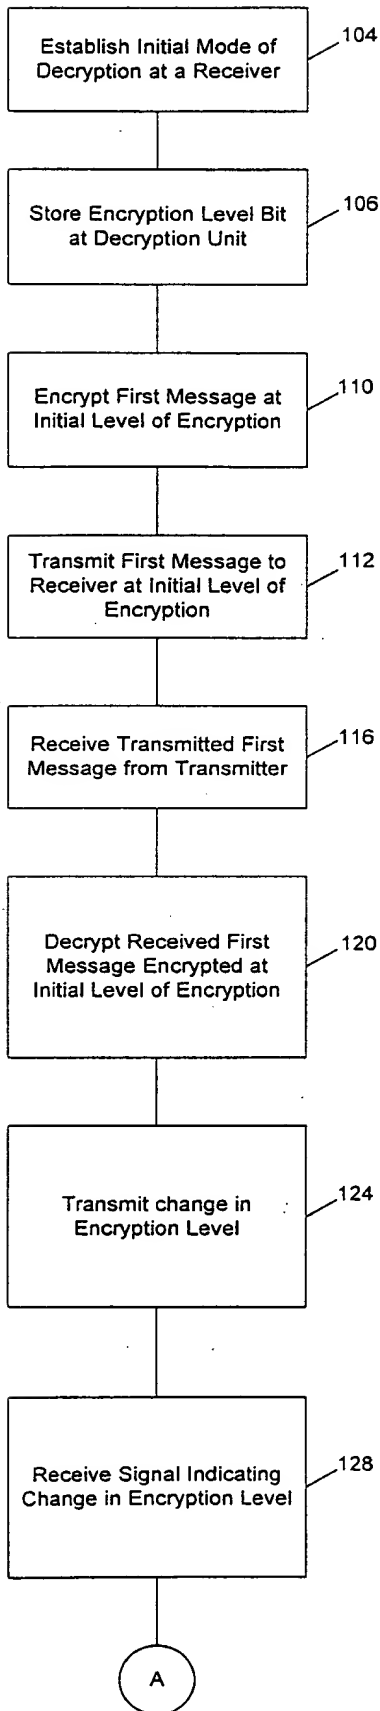 Establish Initial Mode of
Decryption at a Receiver
104
Store Encryption Level Bit
at Decryption Unit
106
Encrypt First Message at
Initial Level of Encryption
110
Transmit First Message to
Receiver at Initial Level of
Encryption
112
Receive Transmitted First
Message from Transmitter
116
Decrypt Received First
Message Encrypted at
Initial Level of Encryption
120
Transmit change in
Encryption Level
124
Receive Signal Indicating
Change in Encryption Level
128
A